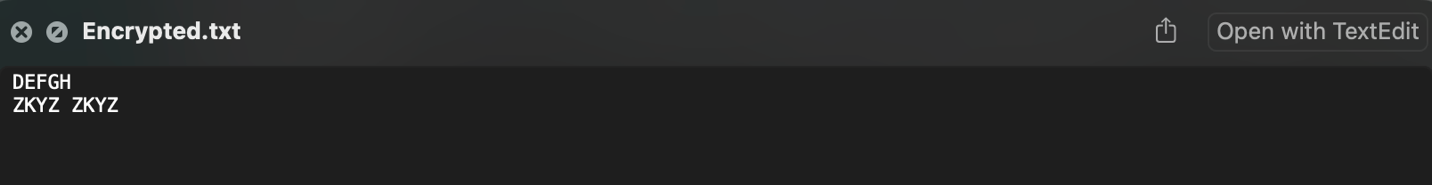 Encrypted.txt
Open with TextEdit
DEFGH
ZKYZ ZKYZ